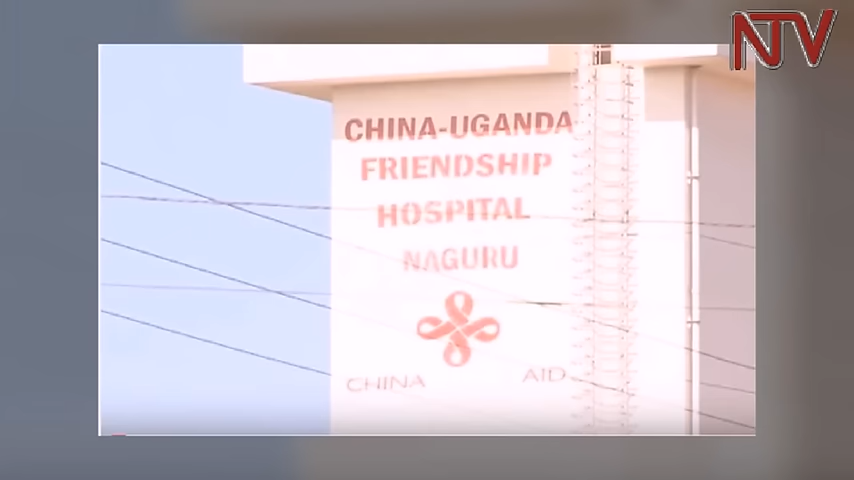 NTV
CHINA-UGANDA
FRIENDSHIP
HOSPITAL
NAGURU
CHINA AID